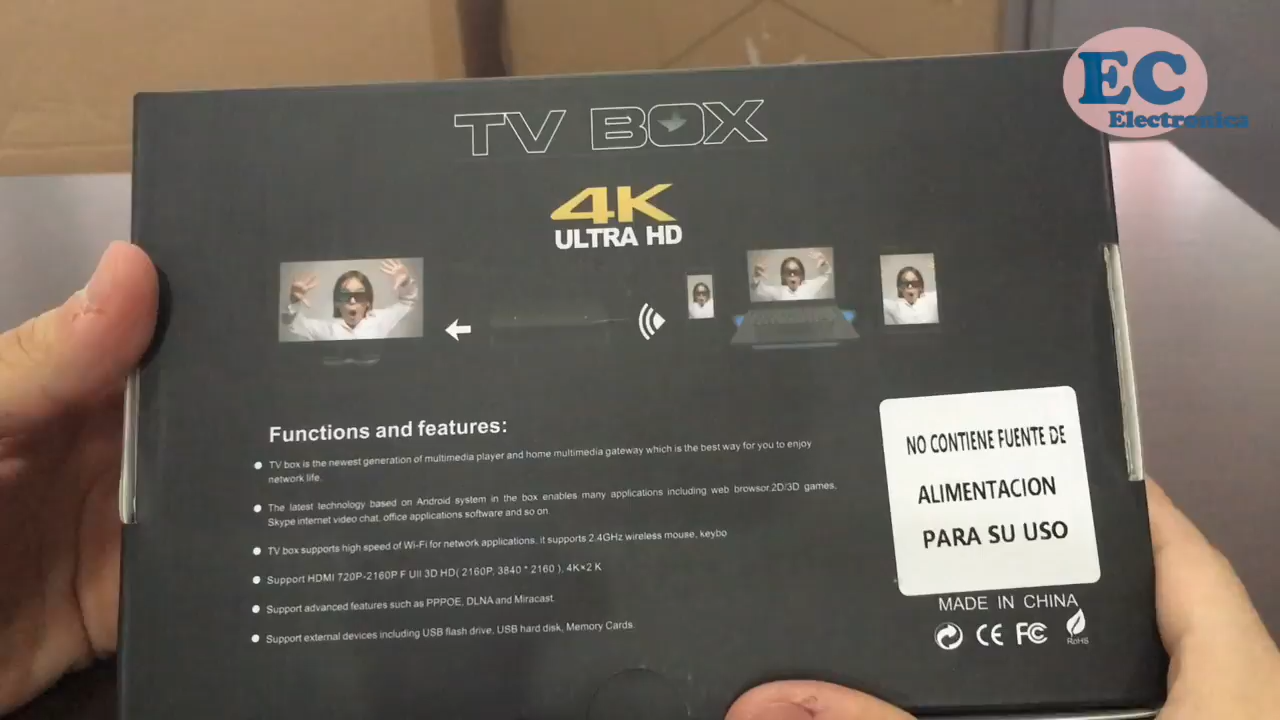 EC
Electronica
TV BOX
4K
ULTRA HD
Functions and features:
TV box is the newest generation of multimedia player and home multimedia gateway which is the best way for you to enjoy
network life.
The latest technology based on Android system in the box enables many applications including web browsor,2D/3D games,
Skype internet video chat, office applications software and so on
TV box supports high speed of Wi-Fi for network applications, it supports 2.4GHz wireless mouse, keybo
Support HDMI 720P-2160P F UII 3D HD( 2160P, 3840 * 2160 ), 4K×2 K
Support advanced features such as PPPOE, DLNA and Miracast.
Support external devices including USB flash drive, USB hard disk, Memory Cards.
NO CONTIENE FUENTE DE
ALIMENTACION
PARA SU USO
MADE IN CHINA
CE FC RoHS